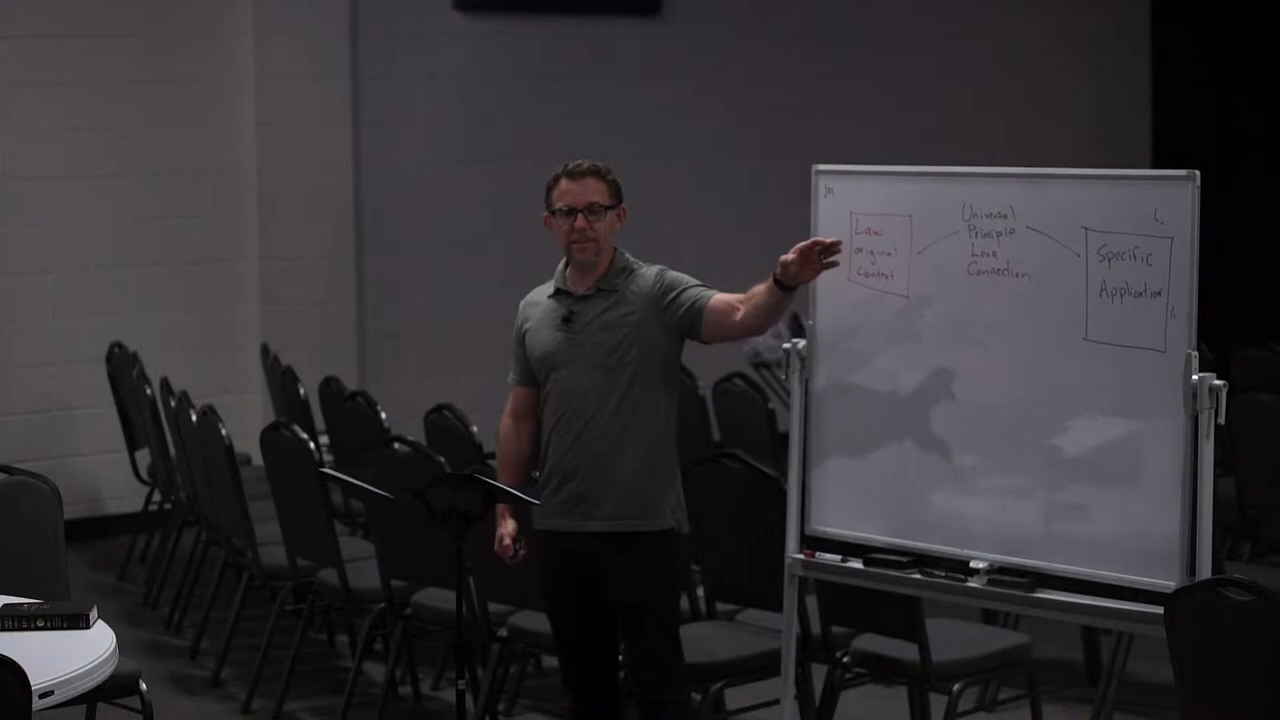 Law
original
context
Universal
Principle
Love
Connection
Specific
Application